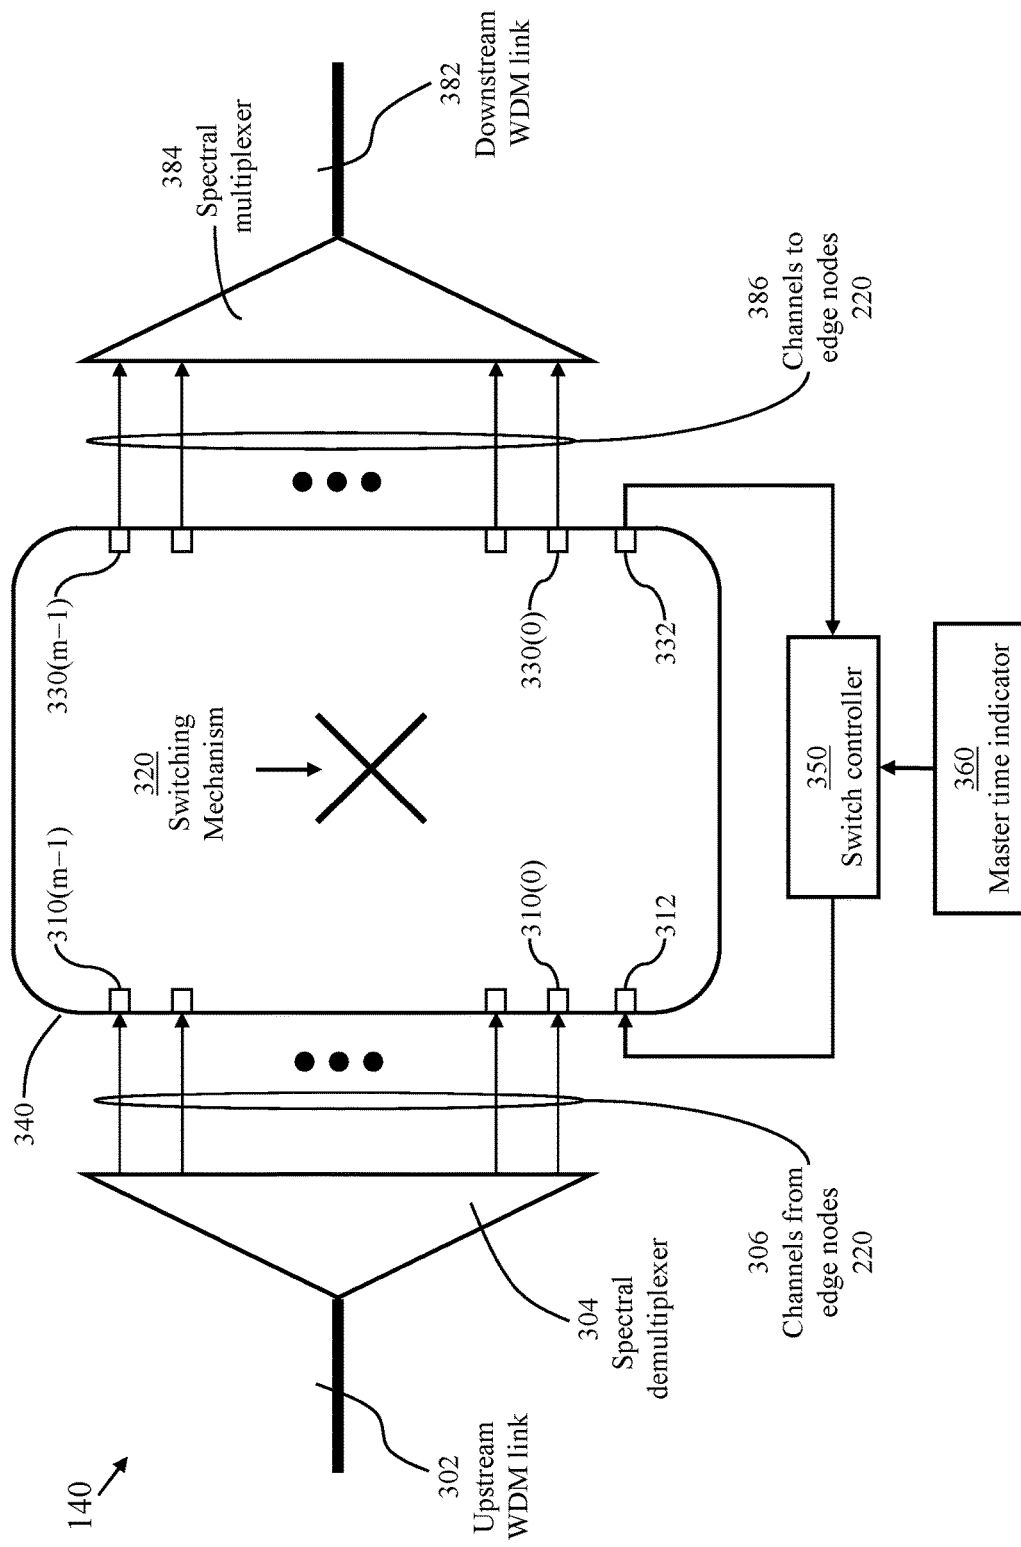 140
302
Upstream
WDM link
304
Spectral
demultiplexer
306
Channels from
edge nodes
220
340
310(m−1)
310(0)
312
320
Switching
Mechanism
330(m−1)
330(0)
332
350
Switch controller
360
Master time indicator
384
Spectral
multiplexer
386
Channels to
edge nodes
220
382
Downstream
WDM link